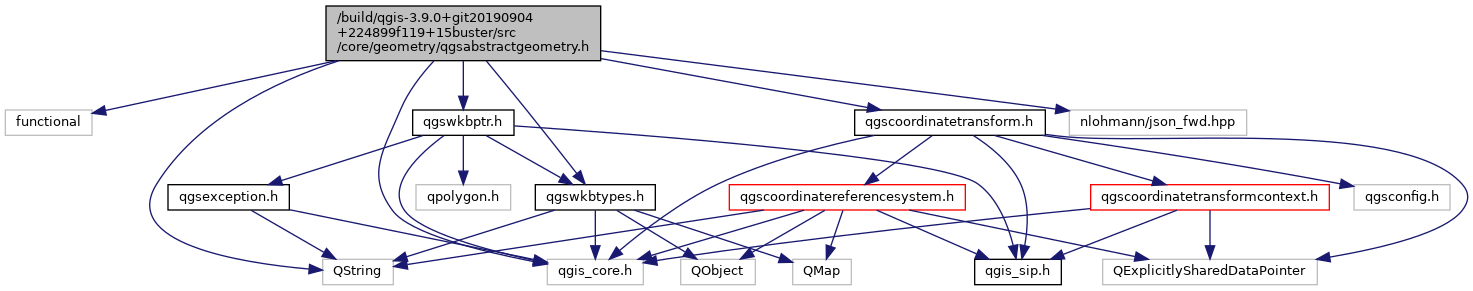 /build/qgis-3.9.0+git20190904
+224899f119+15buster/src
/core/geometry/qgsabstractgeometry.h
functional
qgswkbptr.h
qgscoordinatetransform.h
nlohmann/json_fwd.hpp
qgsexception.h
qpolygon.h
qgswkbtypes.h
qgscoordinatereferencesystem.h
qgscoordinatetransformcontext.h
qgsconfig.h
QString
qgis_core.h
QObject
QMap
qgis_sip.h
QExplicitlySharedDataPointer